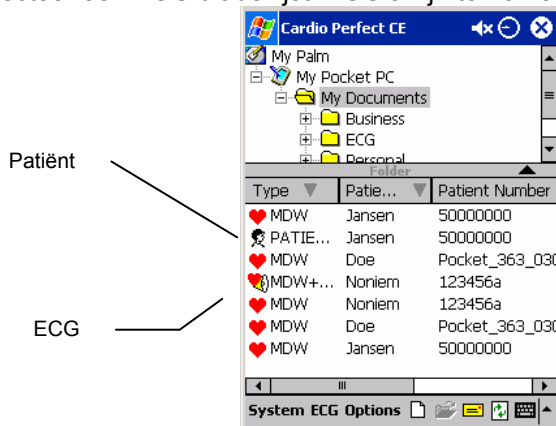 Cardio Perfect CE
My Palm
My Pocket PC
My Documents
Business
ECG
Personal
Folder
Type Patie... Patient Number
MDW Jansen 50000000
PATIE... Jansen 50000000
MDW Doe Pocket_363_030
MDW+... Noniem 123456a
MDW Noniem 123456a
MDW Doe Pocket_363_030
MDW Jansen 50000000
System ECG Options
Patiënt
ECG